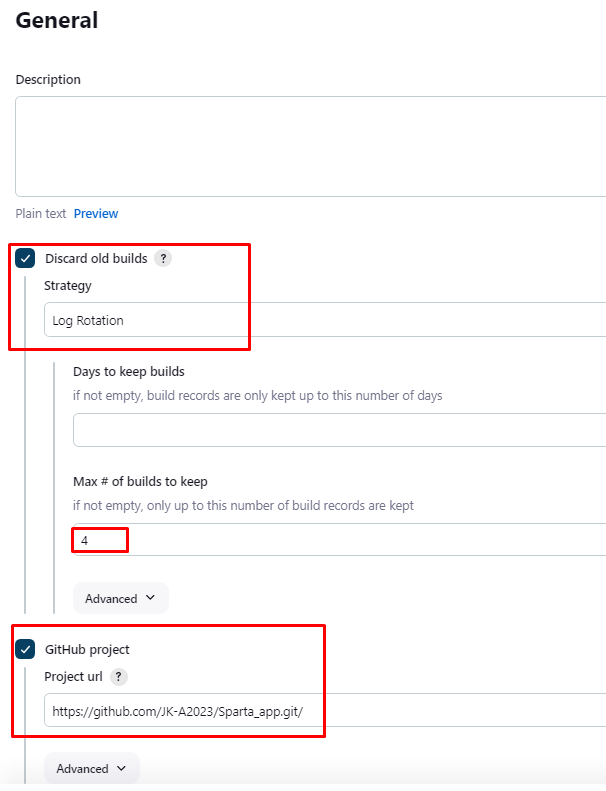 General
Description
Plain text Preview
Discard old builds ?
Strategy
Log Rotation
Days to keep builds
if not empty, build records are only kept up to this number of days
Max # of builds to keep
if not empty, only up to this number of build records are kept
4
Advanced
GitHub project
Project url ?
https://github.com/JK-A2023/Sparta_app.git/
Advanced